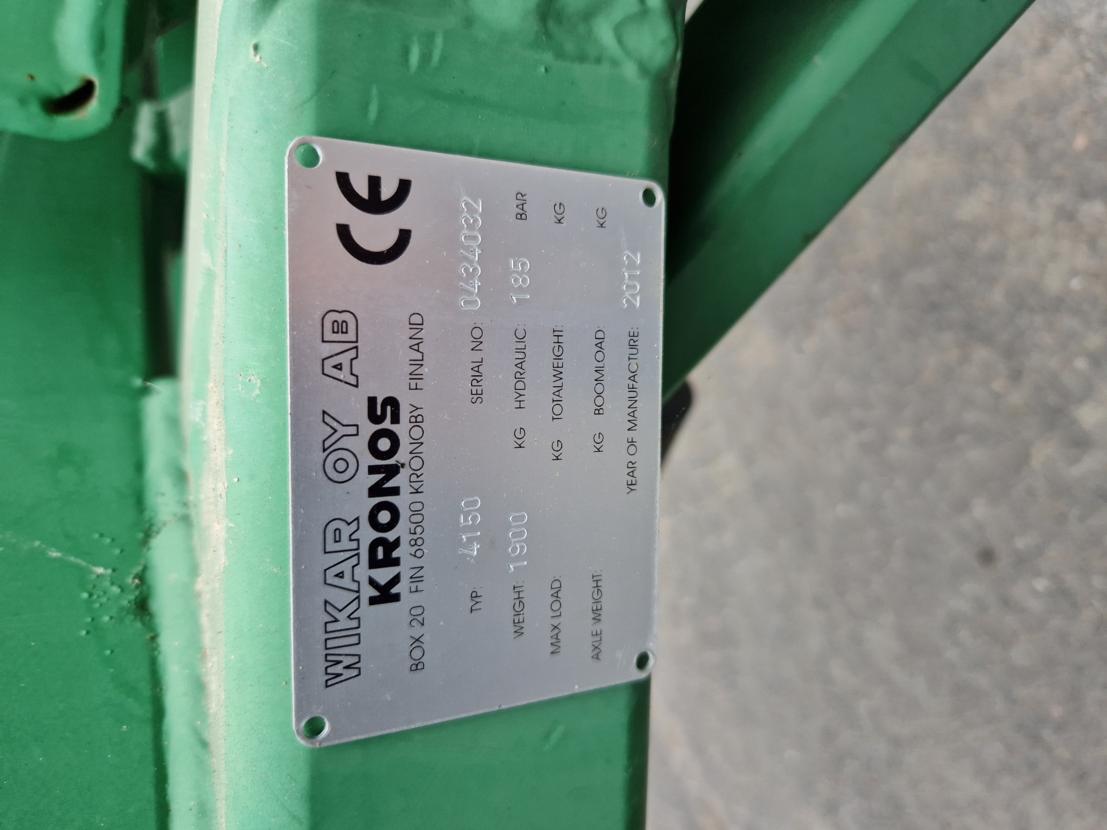 WIKAR OY AB CE
KRONOS
BOX 20 FIN 68500 KRONOBY FINLAND
TYP: 4150 SERIAL NO: 0434032
WEIGHT: 1900 KG HYDRAULIC: 185 BAR
MAX LOAD: KG TOTALWEIGHT: KG
AXLE WEIGHT: KG BOOMLOAD: KG
YEAR OF MANUFACTURE: 2012